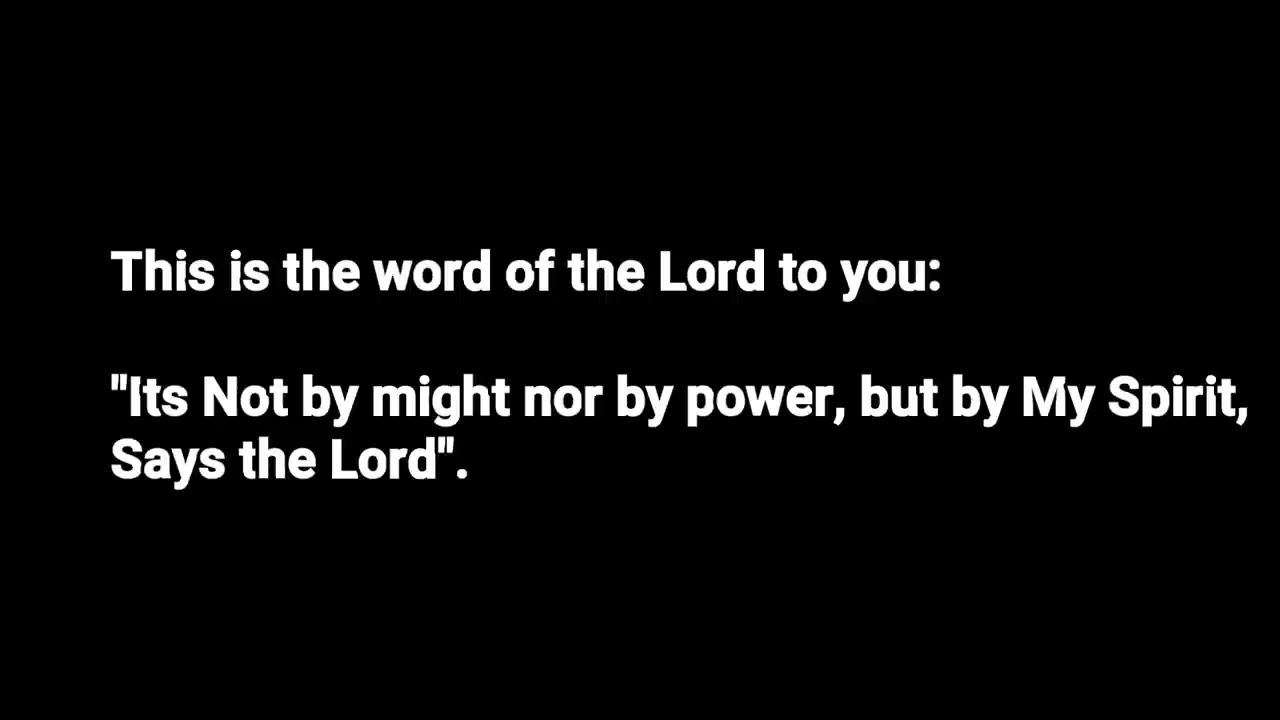 This is the word of the Lord to you:
"Its Not by might nor by power, but by My Spirit,
Says the Lord".